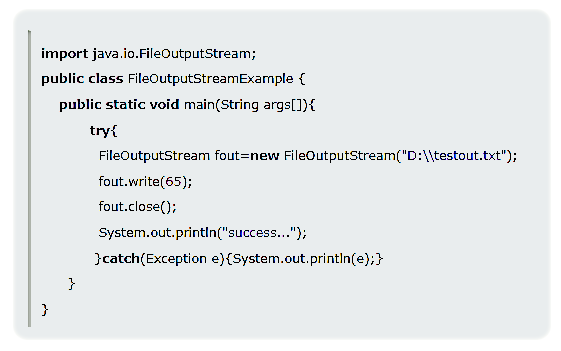 import java.io.FileOutputStream;
public class FileOutputStreamExample {
public static void main(String args[]){
try{
FileOutputStream fout=new FileOutputStream("D:\\testout.txt");
fout.write(65);
fout.close();
System.out.println("success...");
}catch(Exception e){System.out.println(e);}
}
}